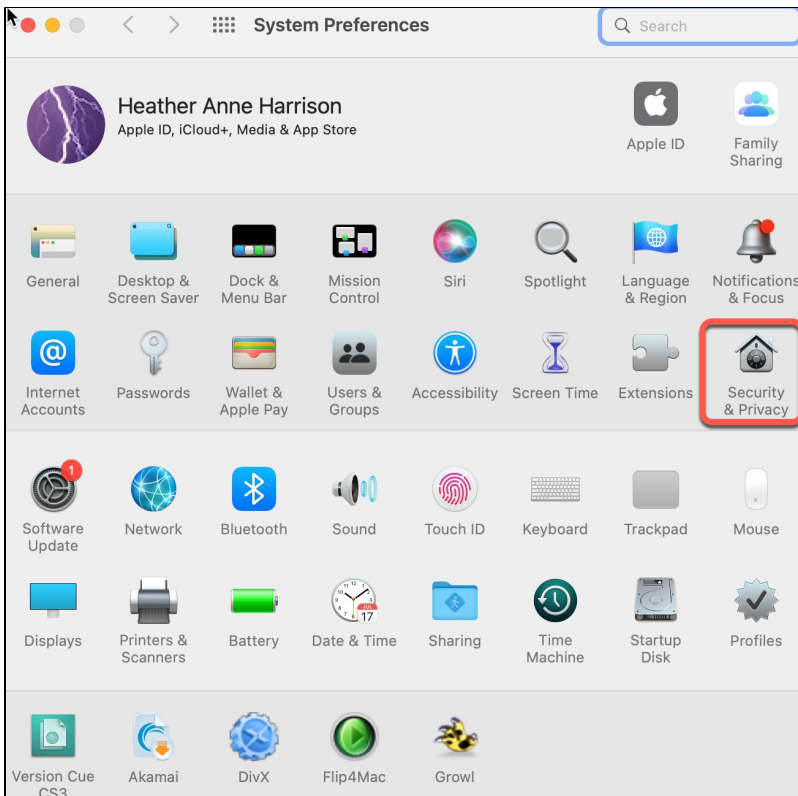 System Preferences
Search
Heather Anne Harrison
Apple ID, iCloud+, Media & App Store
Apple ID
Family
Sharing
General
Desktop &
Screen Saver
Dock &
Menu Bar
Mission
Control
Siri
Spotlight
Language
& Region
Notifications
& Focus
@
Internet
Accounts
Passwords
Wallet &
Apple Pay
Users &
Groups
Accessibility
Screen Time
Extensions
Security
& Privacy
1
Software
Update
Network
Bluetooth
Sound
Touch ID
Keyboard
Trackpad
Mouse
Displays
Printers &
Scanners
Battery
JUL
17
Date & Time
Sharing
Time
Machine
Startup
Disk
Profiles
Version Cue
CS3
Akamai
DivX
Flip4Mac
Growl